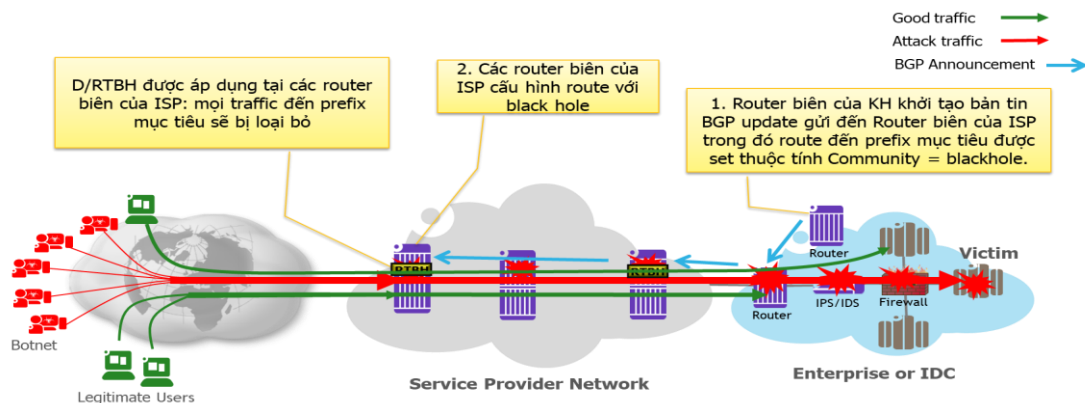 Good traffic
Attack traffic
BGP Announcement
D/RTBH được áp dụng tại các router
biên của ISP: mọi traffic đến prefix
mục tiêu sẽ bị loại bỏ
2. Các router biên của
ISP cấu hình route với
black hole
1. Router biên của KH khởi tạo bản tin
BGP update gửi đến Router biên của ISP
trong đó route đến prefix mục tiêu được
set thuộc tính Community = blackhole.
RTBH
RTBH
Router
Victim
Router
IPS/IDS
Firewall
Botnet
Legitimate Users
Service Provider Network
Enterprise or IDC